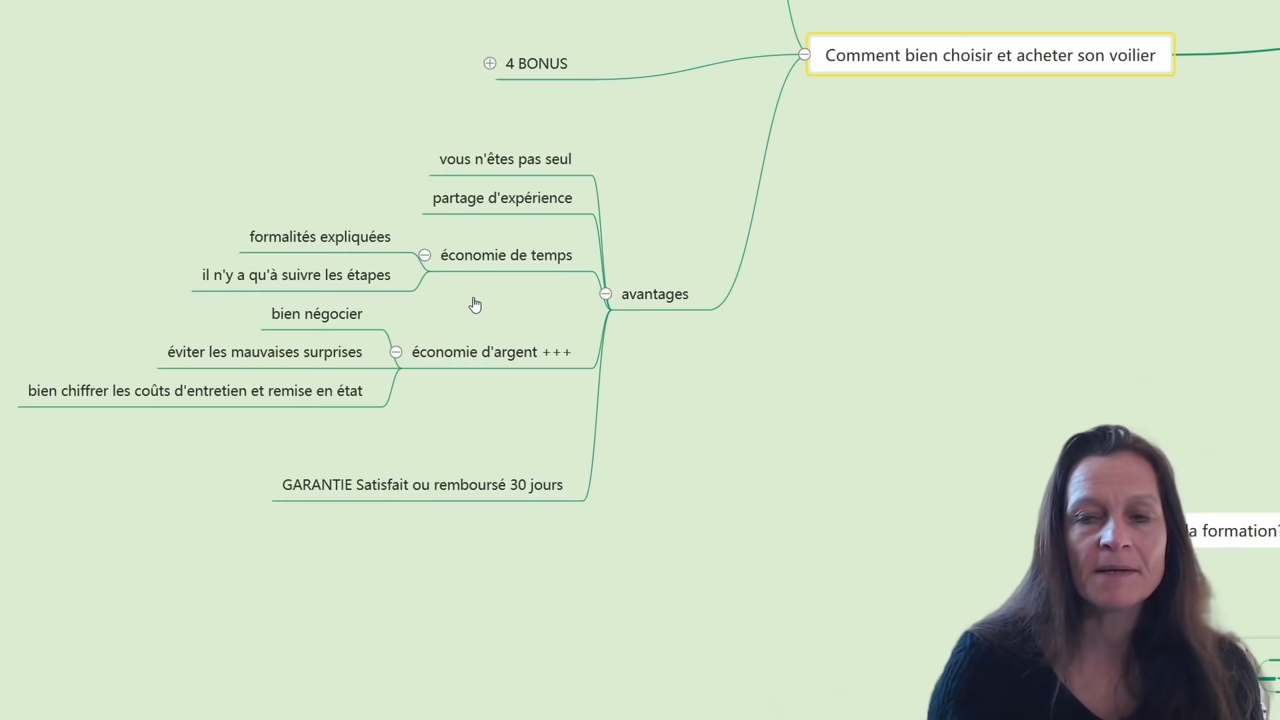 Comment bien choisir et acheter son voilier
4 BONUS
vous n'êtes pas seul
partage d'expérience
formalités expliquées
économie de temps
il n'y a qu'à suivre les étapes
avantages
bien négocier
éviter les mauvaises surprises
économie d'argent +++
bien chiffrer les coûts d'entretien et remise en état
GARANTIE Satisfait ou remboursé 30 jours
la formation?